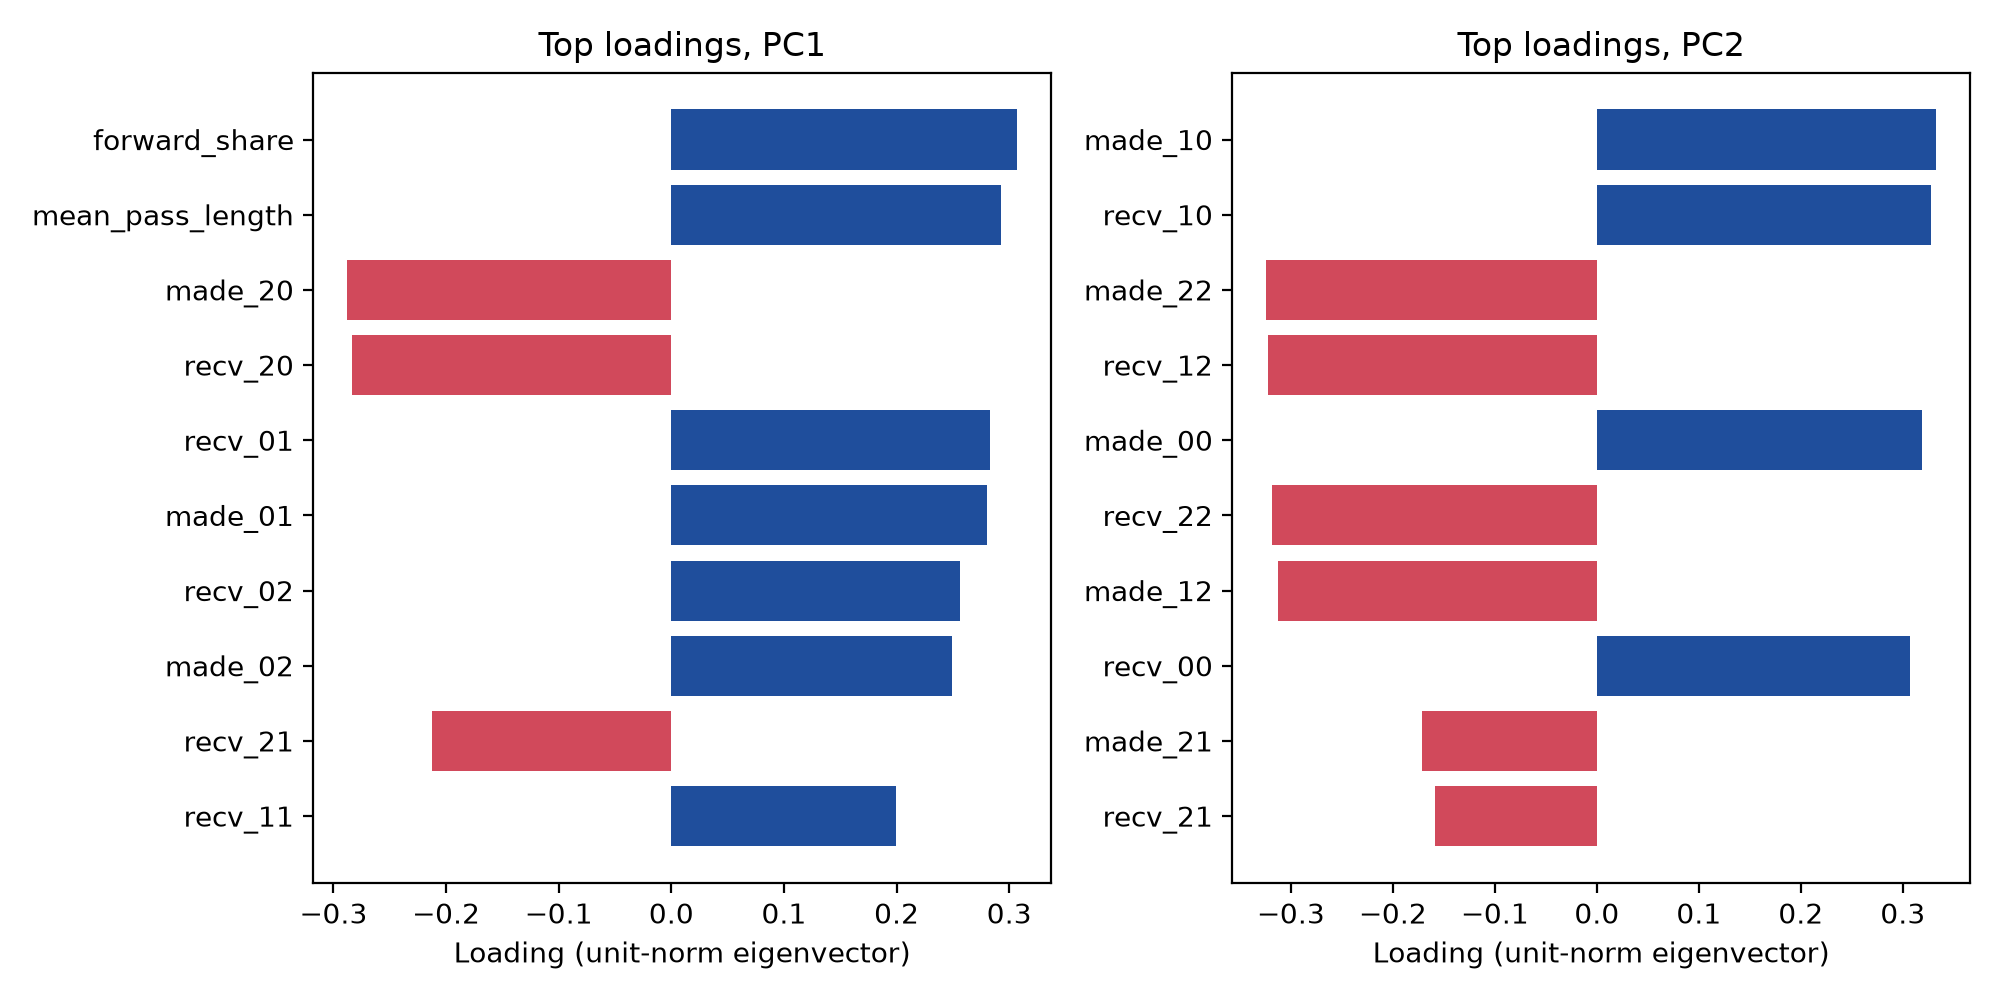 Top loadings, PC1
forward_share
mean_pass_length
made_20
recv_20
recv_01
made_01
recv_02
made_02
recv_21
recv_11
−0.3 −0.2 −0.1 0.0 0.1 0.2 0.3
Loading (unit-norm eigenvector)
Top loadings, PC2
made_10
recv_10
made_22
recv_12
made_00
recv_22
made_12
recv_00
made_21
recv_21
−0.3 −0.2 −0.1 0.0 0.1 0.2 0.3
Loading (unit-norm eigenvector)